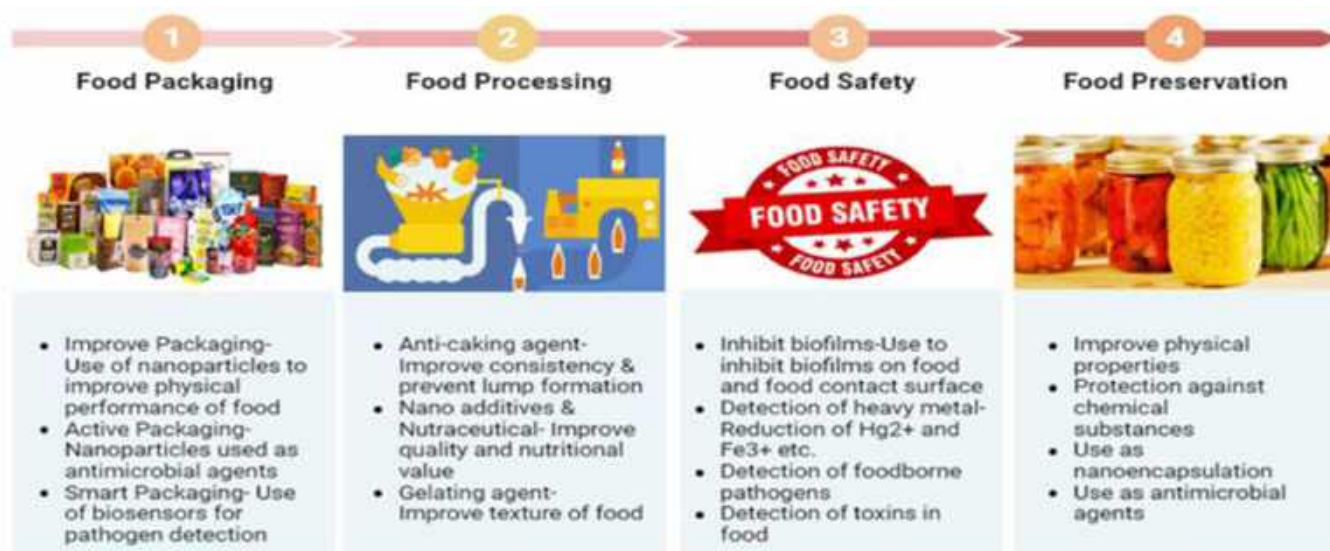 1
2
3
4
Food Packaging
Food Processing
Food Safety
Food Preservation
FOOD SAFETY
FOOD SAFETY
FOOD SAFETY
• Improve Packaging-
Use of nanoparticles to
improve physical
performance of food
• Active Packaging-
Nanoparticles used as
antimicrobial agents
• Smart Packaging- Use
of biosensors for
pathogen detection
• Anti-caking agent-
Improve consistency &
prevent lump formation
• Nano additives &
Nutraceutical- Improve
quality and nutritional
value
• Gelating agent-
Improve texture of food
• Inhibit biofilms-Use to
inhibit biofilms on food
and food contact surface
• Detection of heavy metal-
Reduction of Hg2+ and
Fe3+ etc.
• Detection of foodborne
pathogens
• Detection of toxins in
food
• Improve physical
properties
• Protection against
chemical
substances
• Use as
nanoencapsulation
• Use as antimicrobial
agents